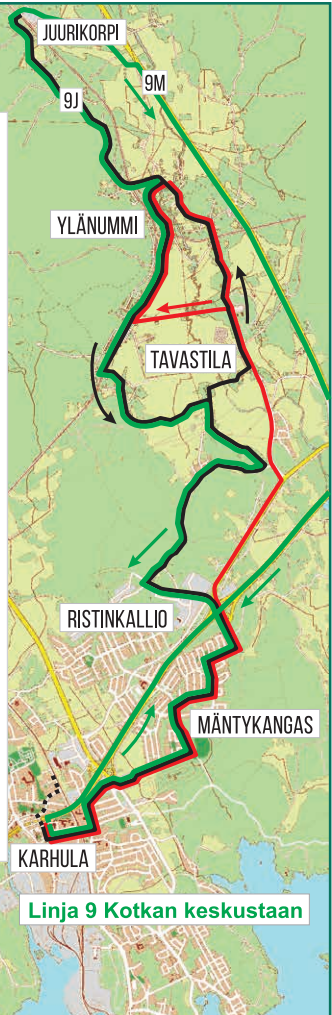 JUURIKORPI
9M
9J
YLÄNUMMI
TAVASTILA
RISTINKALLIO
MÄNTYKANGAS
KARHULA
Linja 9 Kotkan keskustaan